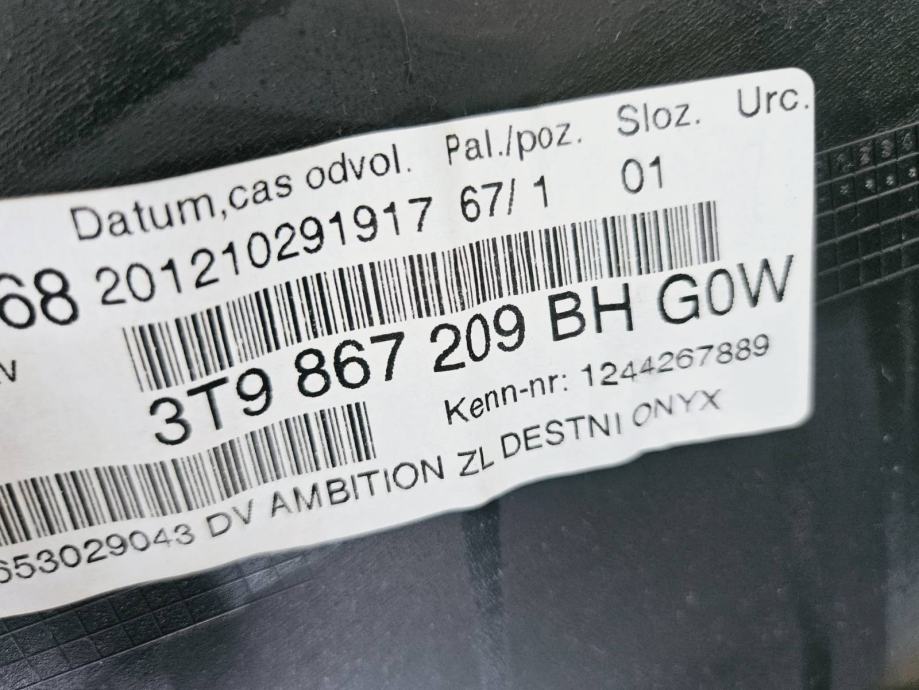 Datum,cas odvol. Pal./poz. Sloz. Urc.
68 201210291917 67/ 1 01
3T9 867 209 BH G0W
Kenn-nr: 1244267889
653029043 DV AMBITION ZL DESTNI ONYX